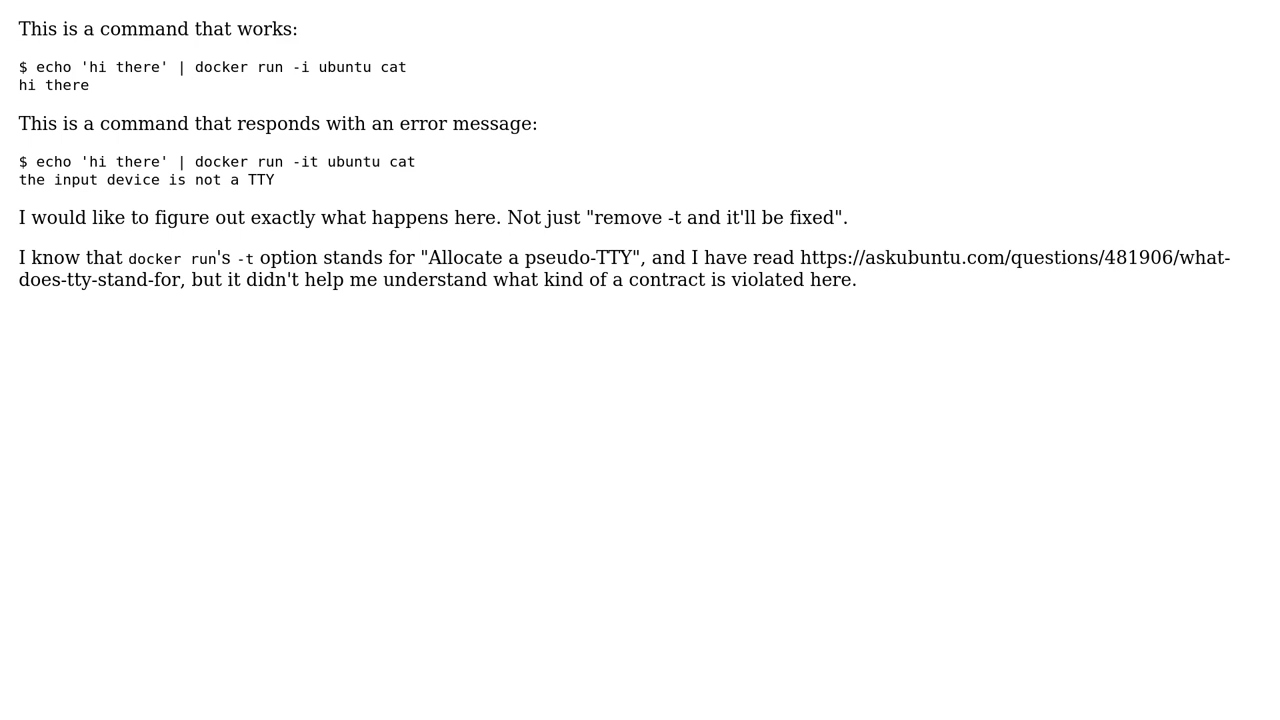 This is a command that works:
$ echo 'hi there' | docker run -i ubuntu cat
hi there
This is a command that responds with an error message:
$ echo 'hi there' | docker run -it ubuntu cat
the input device is not a TTY
I would like to figure out exactly what happens here. Not just "remove -t and it'll be fixed".
I know that docker run's -t option stands for "Allocate a pseudo-TTY", and I have read https://askubuntu.com/questions/481906/what-
does-tty-stand-for, but it didn't help me understand what kind of a contract is violated here.